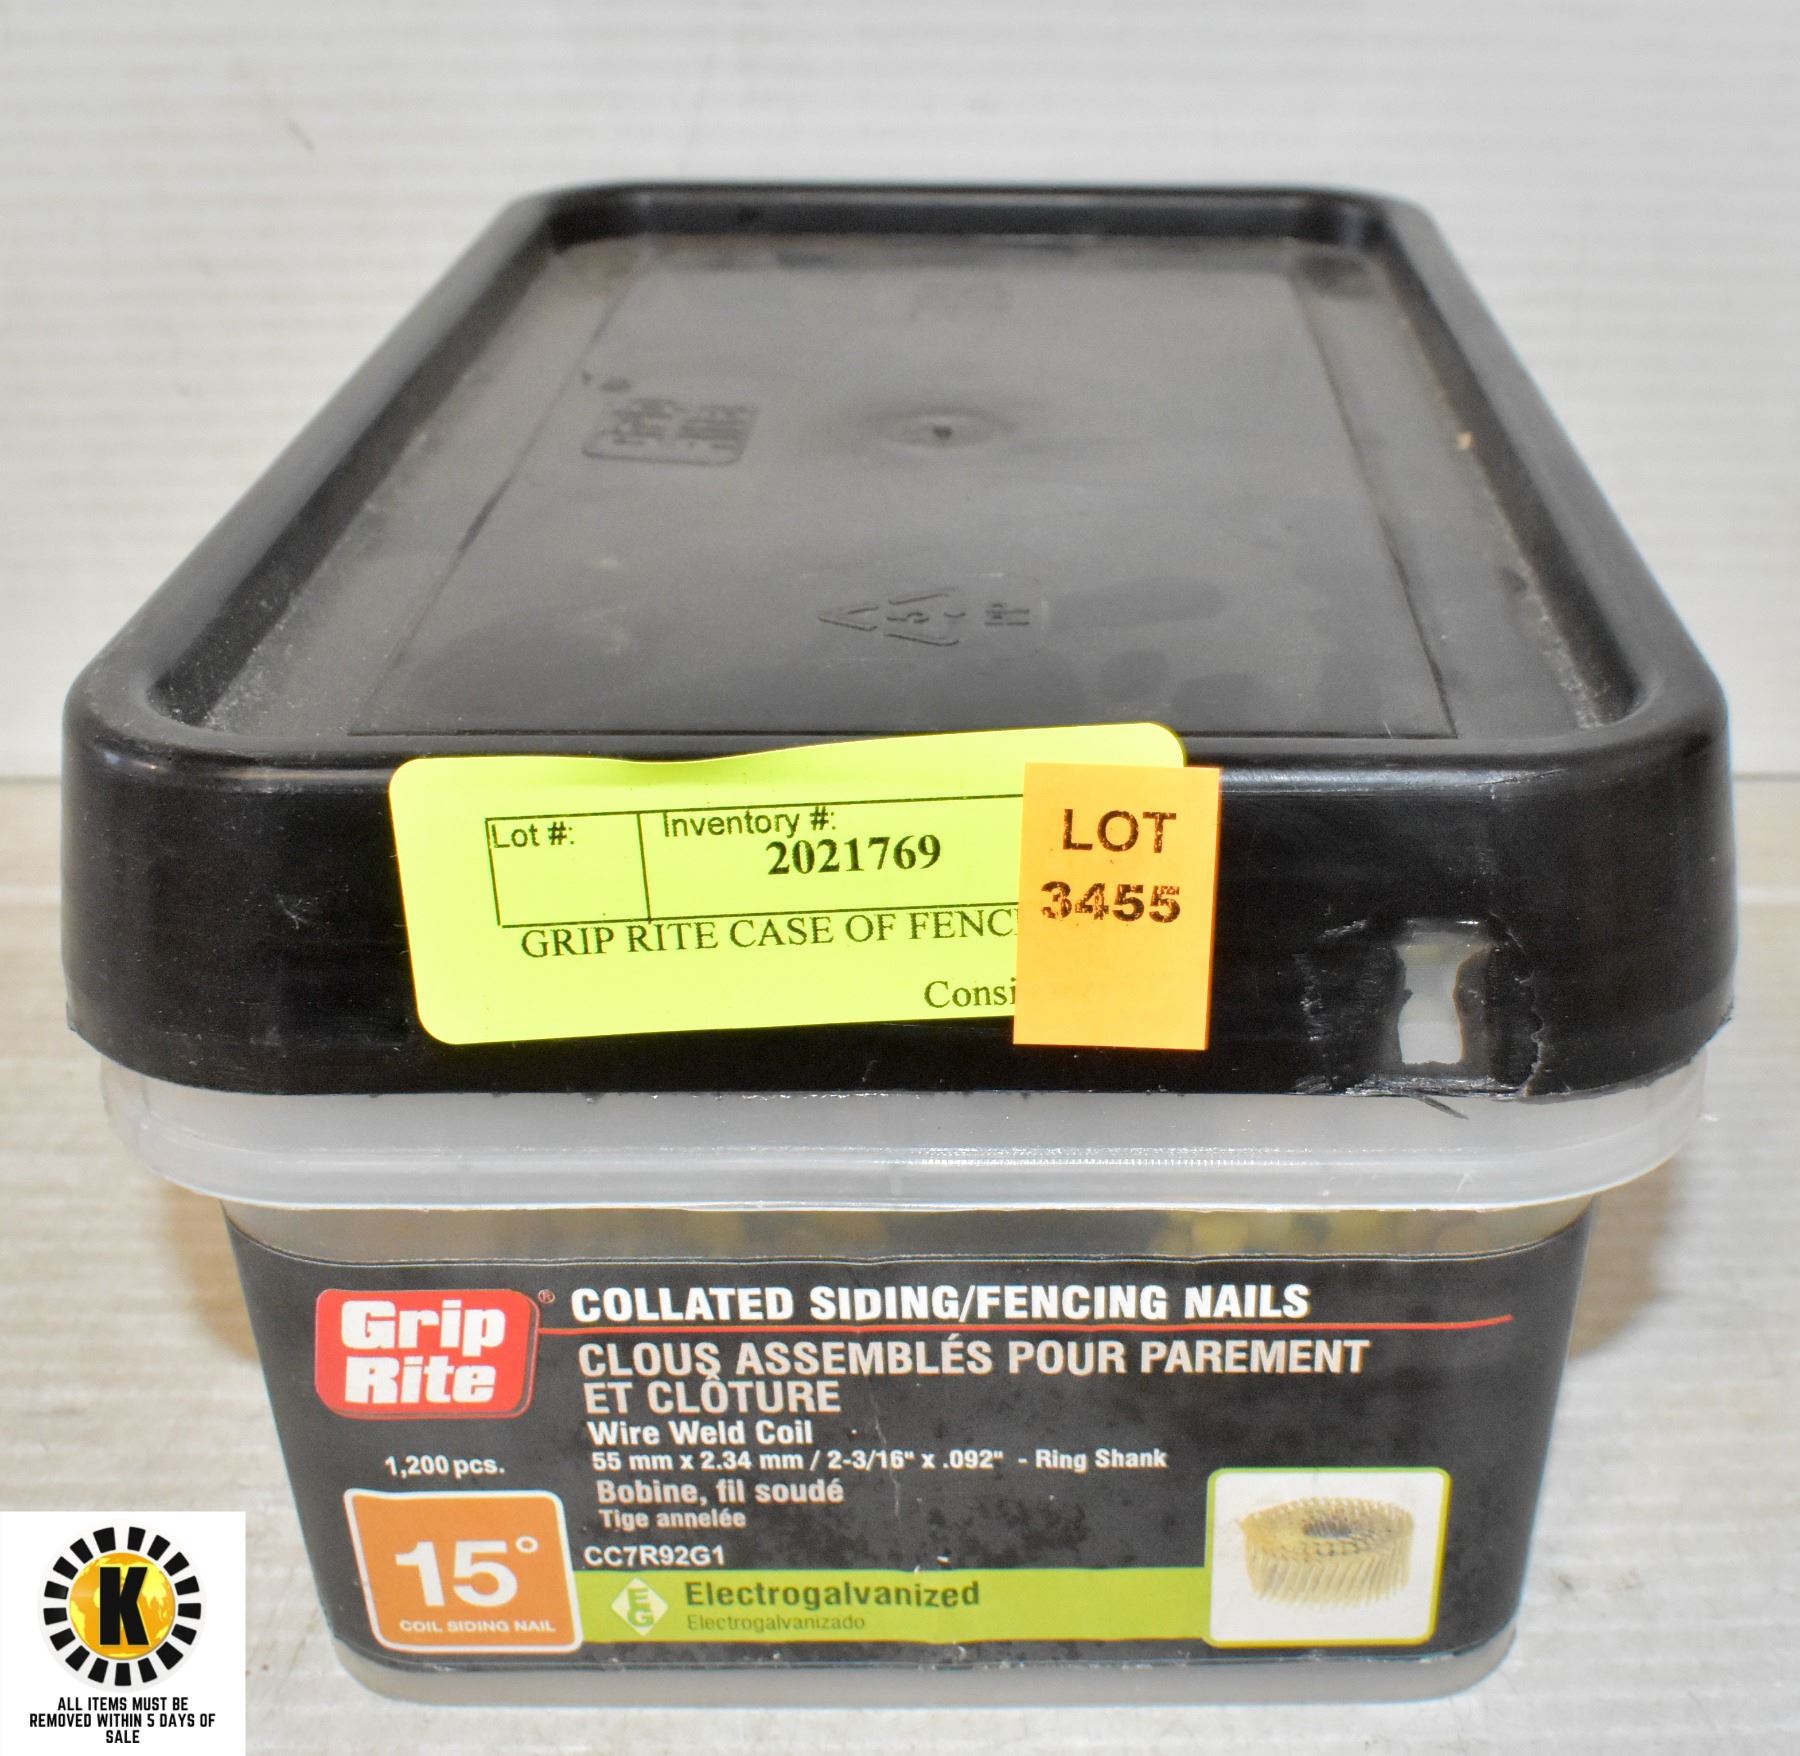 Lot #:
Inventory #:
2021769
GRIP RITE CASE OF
Consi
LOT
3455
Grip
Rite
®
COLLATED SIDING/FENCING NAILS
CLOUS ASSEMBLÉS POUR PAREMENT
ET CLÔTURE
Wire Weld Coil
55 mm x 2.34 mm / 2-3/16" x .092" - Ring Shank
Bobine, fil soudé
Tige annelée
CC7R92G1
1,200 pcs.
15°
COIL SIDING NAIL
EG
Electrogalvanized
Electrogalvanizado
K
ALL ITEMS MUST BE
REMOVED WITHIN 5 DAYS OF
SALE